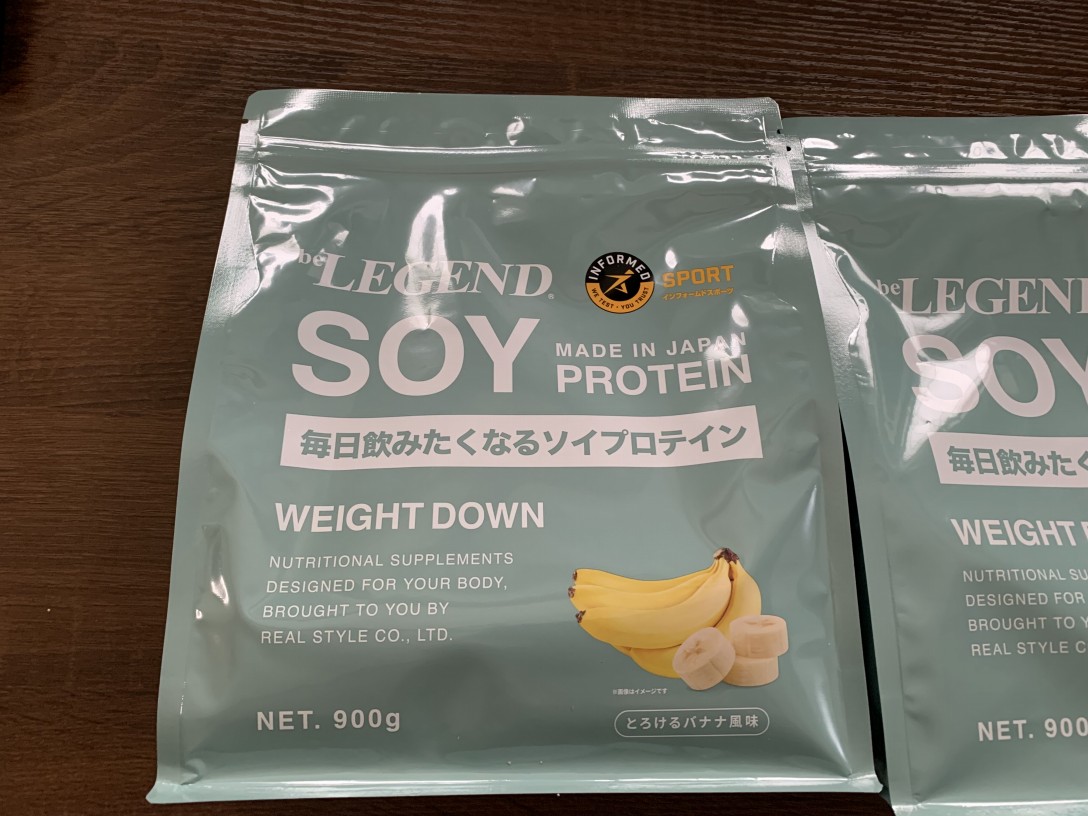 be LEGEND®
INFORMED
WE TEST · YOU TRUST
SPORT
インフォームドスポーツ
SOY
MADE IN JAPAN
PROTEIN
毎日飲みたくなるソイプロテイン
WEIGHT DOWN
NUTRITIONAL SUPPLEMENTS
DESIGNED FOR YOUR BODY,
BROUGHT TO YOU BY
REAL STYLE CO., LTD.
※画像はイメージです
NET. 900g
とろけるバナナ風味
be LEGEND
SOY
毎日飲みた
WEIGHT
NUTRITIONAL SU
DESIGNED FOR
BROUGHT TO Y
REAL STYLE C
NET. 900